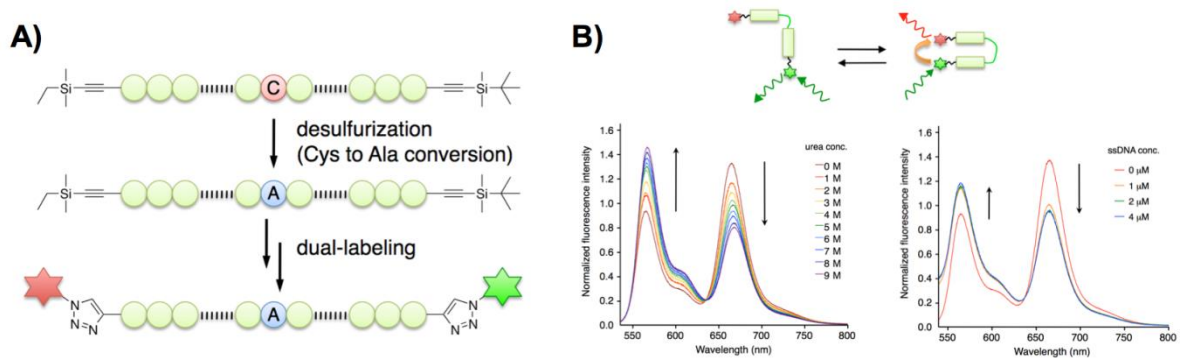 A)
Si
C
Si
desulfurization
(Cys to Ala conversion)
Si
A
Si
dual-labeling
N
N=N
A
N
N=N
B)
1.6
1.4
1.2
1.0
0.8
0.6
0.4
0.2
0.0
Normalized fluorescence intensity
550 600 650 700 750 800
Wavelength (nm)
urea conc.
0 M
1 M
2 M
3 M
4 M
5 M
6 M
7 M
8 M
9 M
1.6
1.4
1.2
1.0
0.8
0.6
0.4
0.2
0.0
Normalized fluorescence intensity
550 600 650 700 750 800
Wavelength (nm)
ssDNA conc.
0 μM
1 μM
2 μM
4 μM